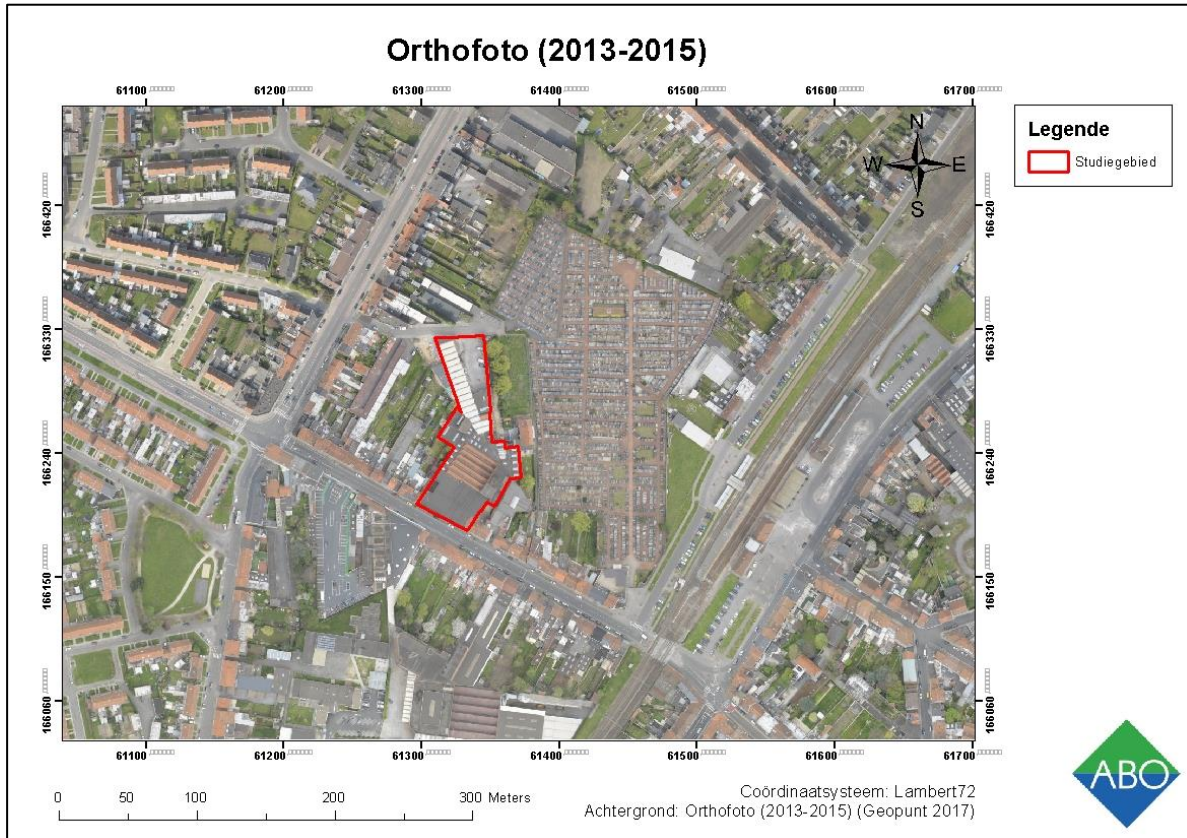 Orthofoto (2013-2015)
61100 61200 61300 61400 61500 61600 61700
N
W E
S
Legende
Studiegebied
166420 166420
166330 166330
166240 166240
166150 166150
166060 166060
61100 61200 61300 61400 61500 61600 61700
0 50 100 200 300 Meters
Coördinaatsysteem: Lambert72
Achtergrond: Orthofoto (2013-2015) (Geopunt 2017)
ABO